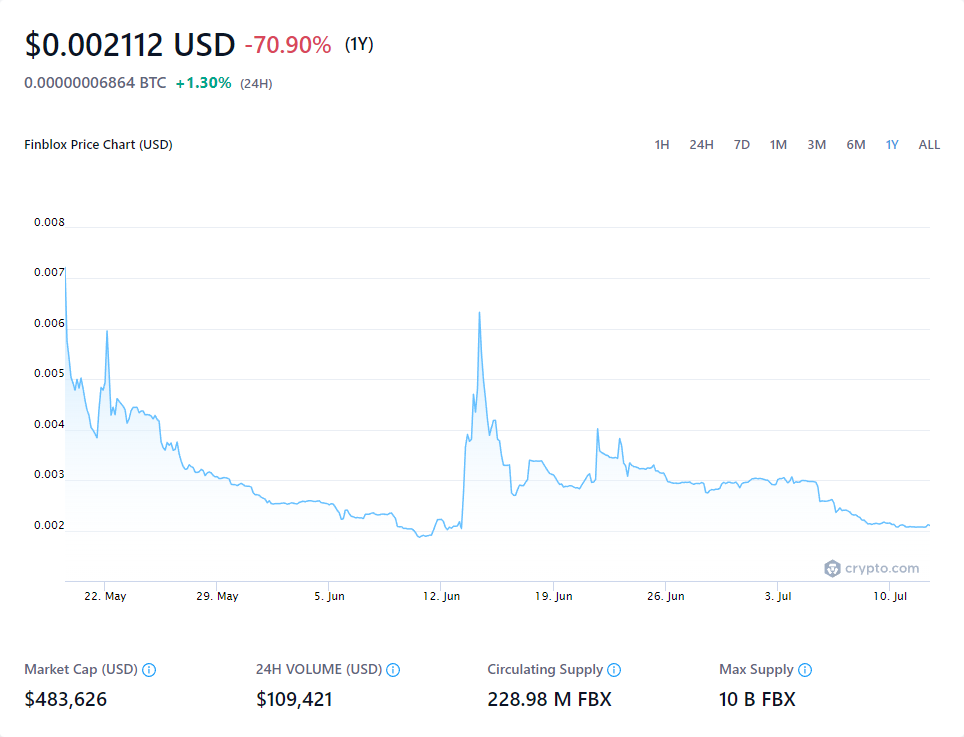 $0.002112 USD -70.90% (1Y)
0.00000006864 BTC +1.30% (24H)
Finblox Price Chart (USD) 1H 24H 7D 1M 3M 6M 1Y ALL
0.008
0.007
0.006
0.005
0.004
0.003
0.002
crypto.com
22. May 29. May 5. Jun 12. Jun 19. Jun 26. Jun 3. Jul 10. Jul
Market Cap (USD) 24H VOLUME (USD) Circulating Supply Max Supply
$483,626 $109,421 228.98 M FBX 10 B FBX